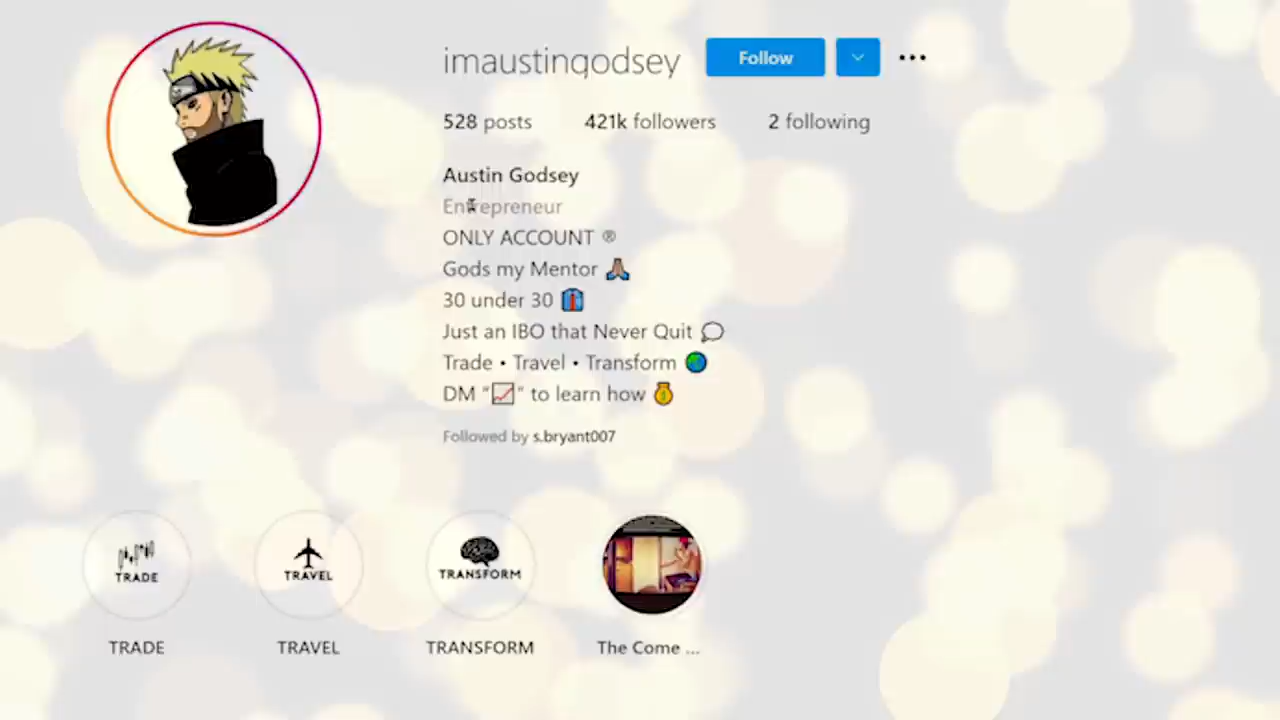 imaustingodsey
Follow
528 posts 421k followers 2 following
Austin Godsey
Entrepreneur
ONLY ACCOUNT ®
Gods my Mentor 🙏🏽
30 under 30 👔
Just an IBO that Never Quit 💭
Trade • Travel • Transform 🌎
DM "📈" to learn how 💰
Followed by s.bryant007
TRADE TRAVEL TRANSFORM
TRADE TRAVEL TRANSFORM The Come ...